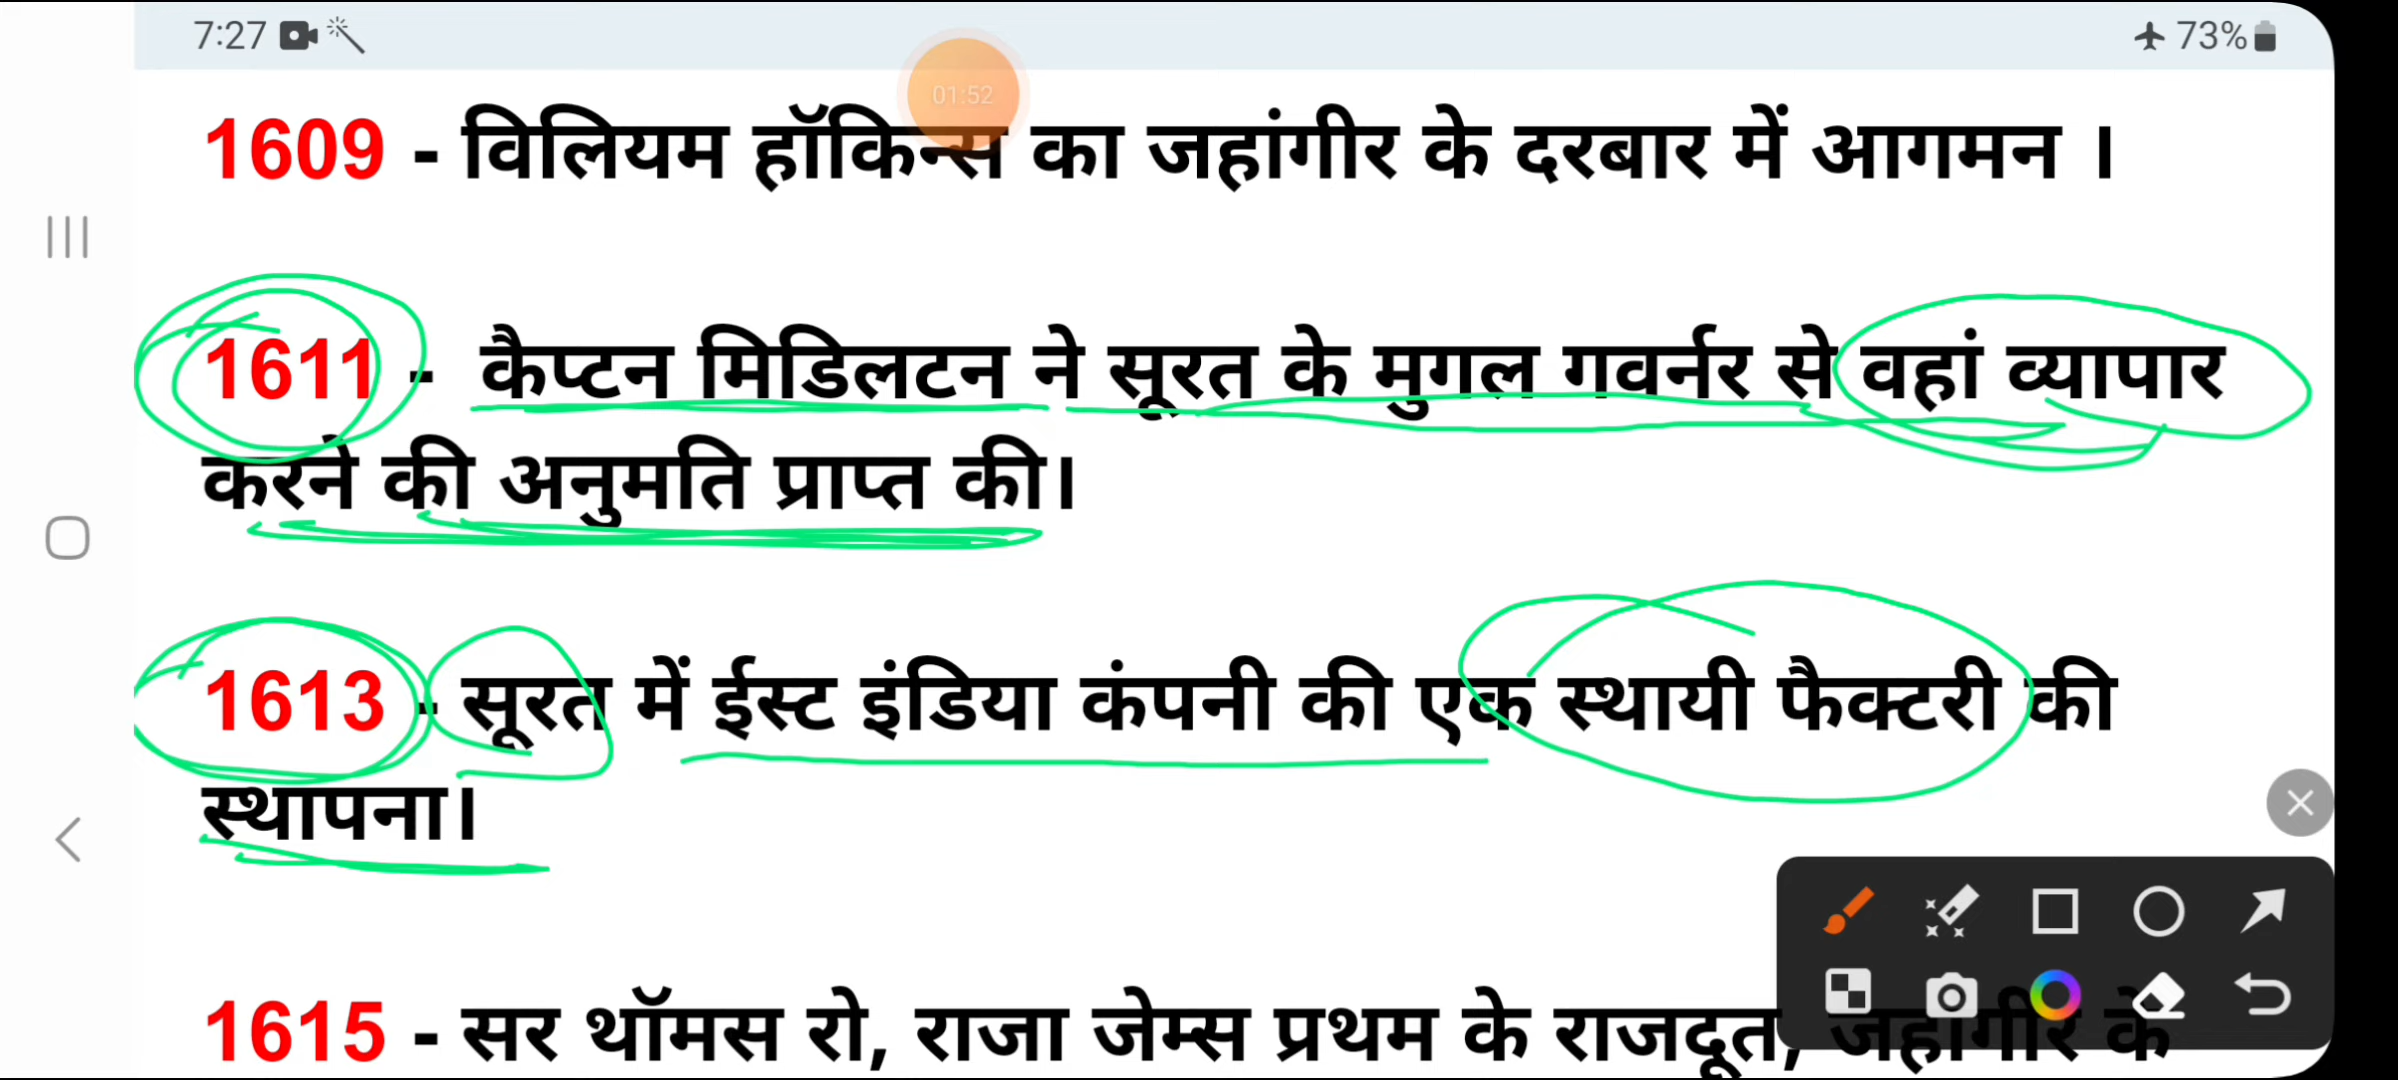 7:27 73%
01:52
1609 - विलियम हॉकिन्स का जहांगीर के दरबार में आगमन ।
1611 - कैप्टन मिडिलटन ने सूरत के मुगल गवर्नर से वहां व्यापार
करने की अनुमति प्राप्त की।
1613 - सूरत में ईस्ट इंडिया कंपनी की एक स्थायी फैक्टरी की
स्थापना।
1615 - सर थॉमस रो, राजा जेम्स प्रथम के राजदूत, जहांगीर के